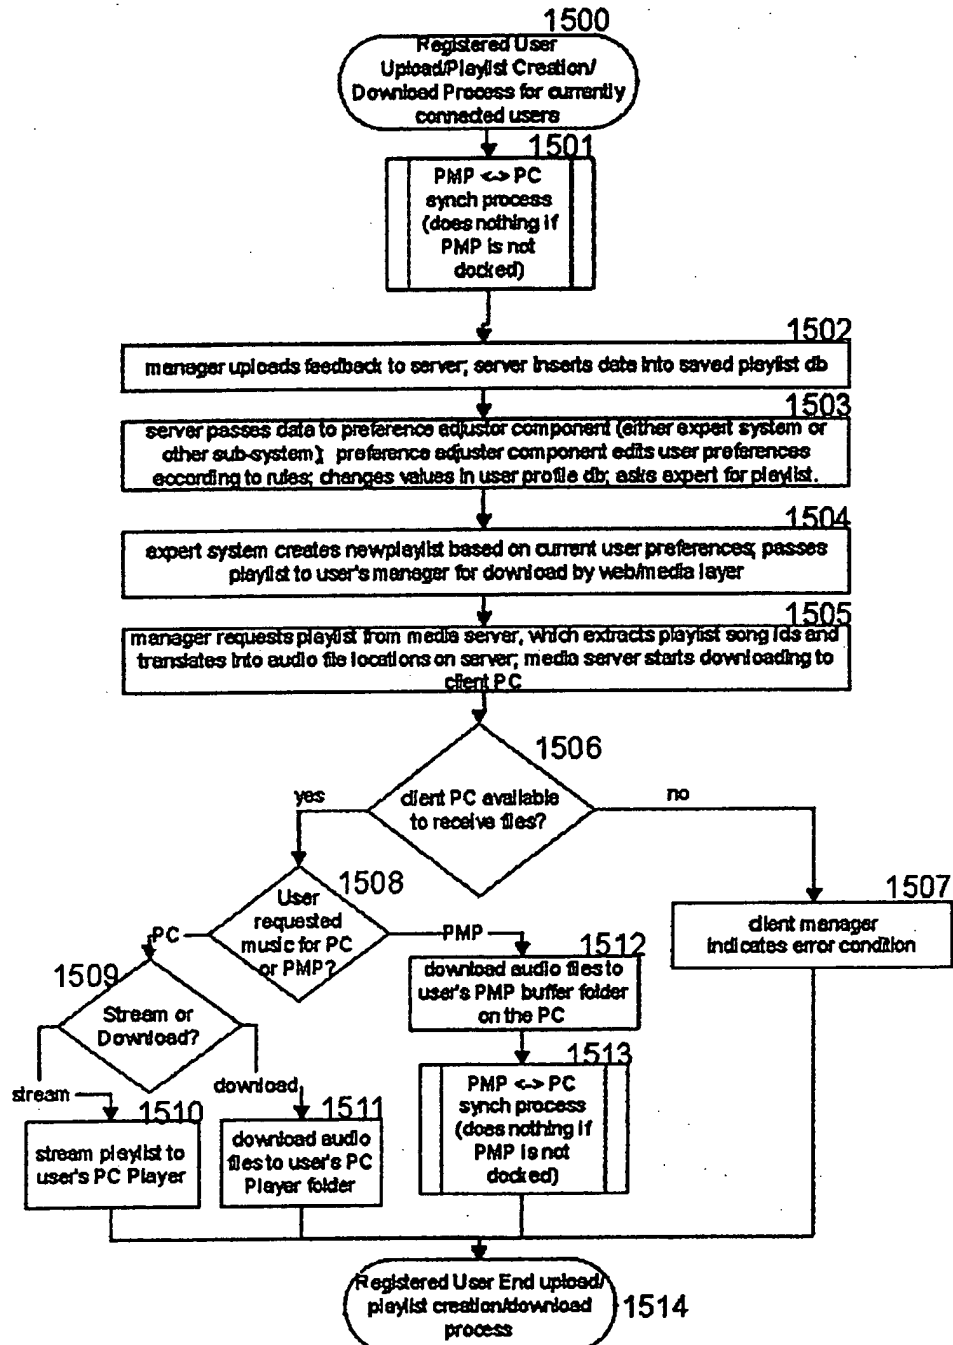 1500
Registered User
Upload/Playlist Creation/
Download Process for currently
connected users
1501
PMP <-> PC
synch process
(does nothing if
PMP is not
docked)
1502
manager uploads feedback to server; server inserts data into saved playlist db
1503
server passes data to preference adjustor component (either expert system or
other sub-system); preference adjuster component edits user preferences
according to rules; changes values in user profile db; asks expert for playlist.
1504
expert system creates newplaylist based on current user preferences; passes
playlist to user's manager for download by web/media layer
1505
manager requests playlist from media server, which extracts playlist song ids and
translates into audio file locations on server; media server starts downloading to
client PC
1506
client PC available
to receive files?
yes
no
1507
client manager
indicates error condition
1508
User
requested
music for PC
or PMP?
PC
PMP
1509
Stream or
Download?
stream
download
1510
stream playlist to
user's PC Player
1511
download audio
files to user's PC
Player folder
1512
download audio files to
user's PMP buffer folder
on the PC
1513
PMP <-> PC
synch process
(does nothing if
PMP is not
docked)
Registered User End upload/
playlist creation/download
process
1514